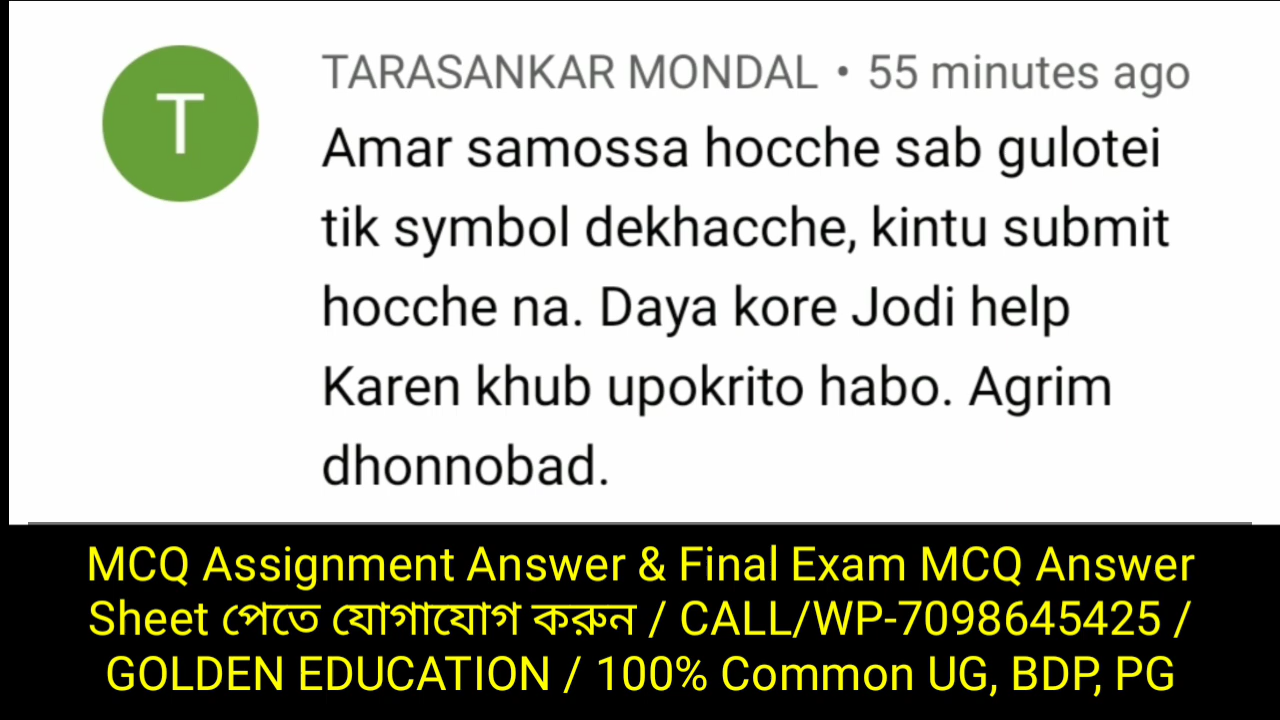 T
TARASANKAR MONDAL • 55 minutes ago
Amar samossa hocche sab gulotei
tik symbol dekhacche, kintu submit
hocche na. Daya kore Jodi help
Karen khub upokrito habo. Agrim
dhonnobad.
MCQ Assignment Answer & Final Exam MCQ Answer
Sheet পেতে যোগাযোগ করুন / CALL/WP-7098645425 /
GOLDEN EDUCATION / 100% Common UG, BDP, PG